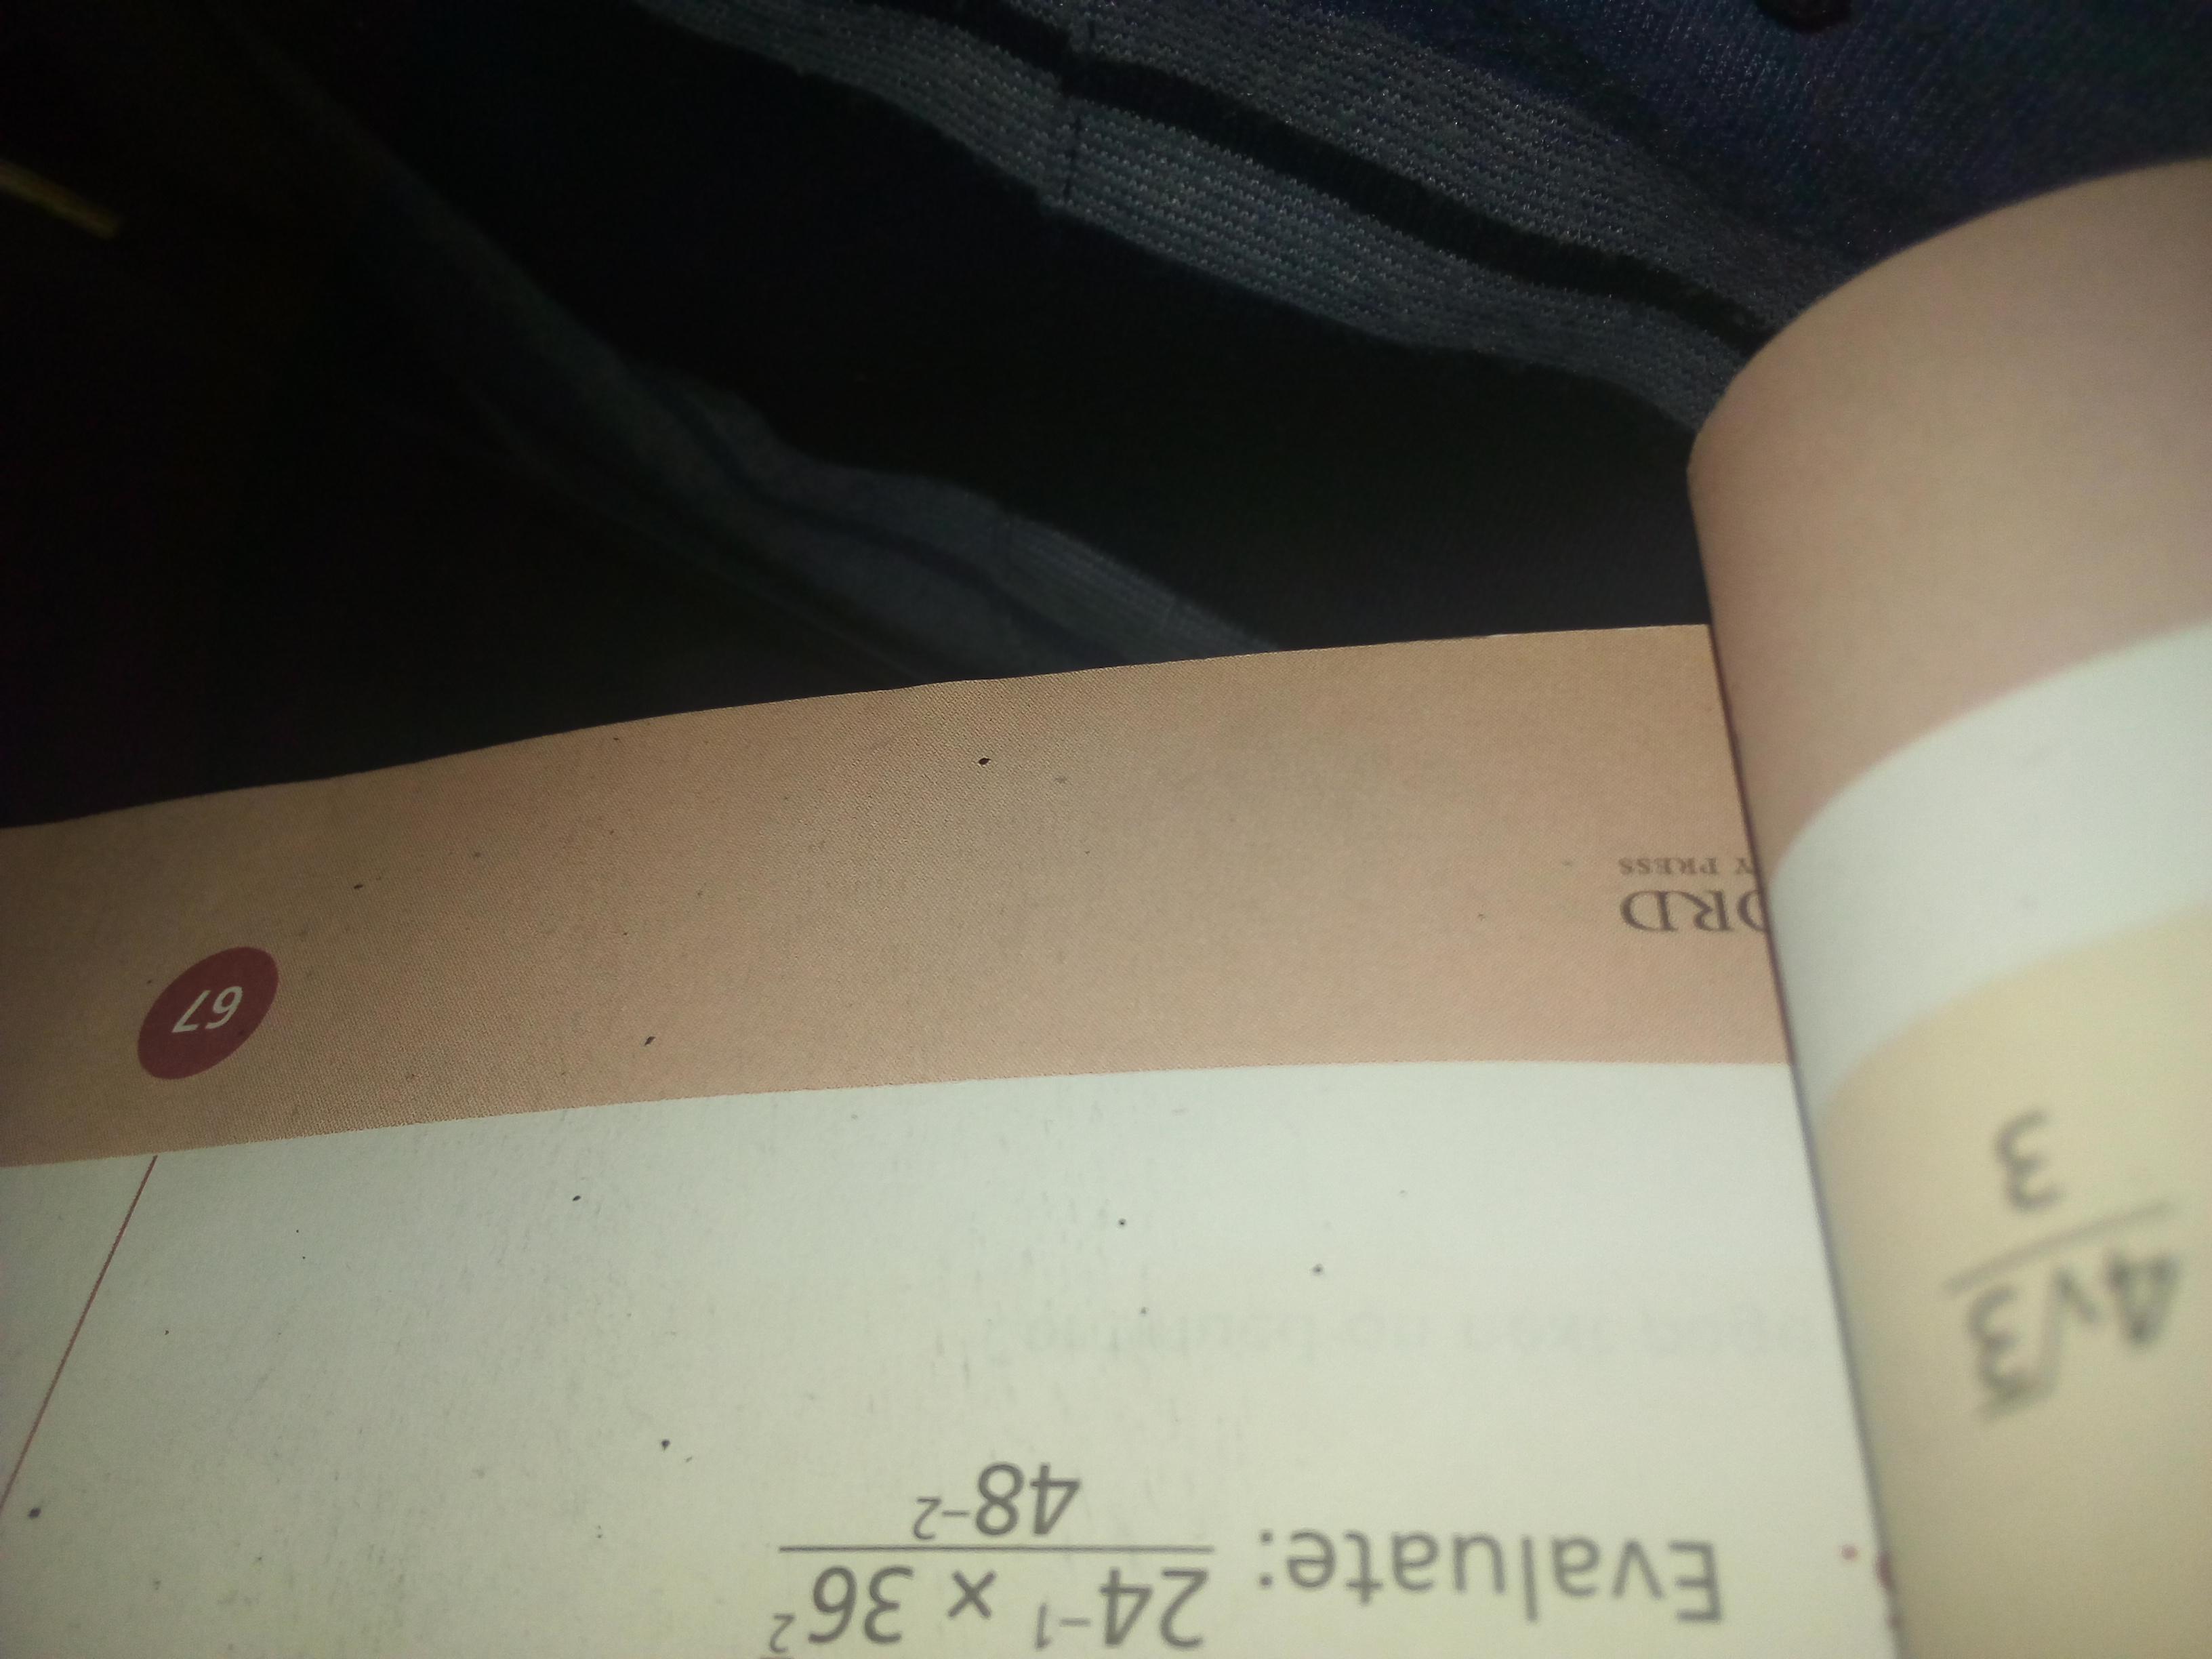 Evaluate: 24⁻¹ × 36²
48⁻²
4√3
3
ORD
Y PRESS
67